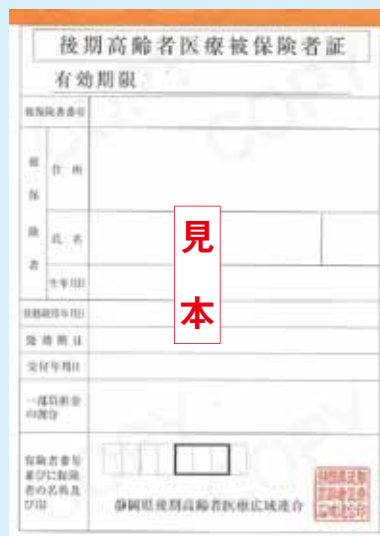 後期高齢者医療被保険者証
有効期限
被保険者番号
被保険者
住所
氏名
生年月日
見本
資格取得年月日
発効期日
交付年月日
一部負担金
の割合
保険者番号
並びに保険
者の名称及
び印
静岡県後期高齢者医療広域連合
COPY